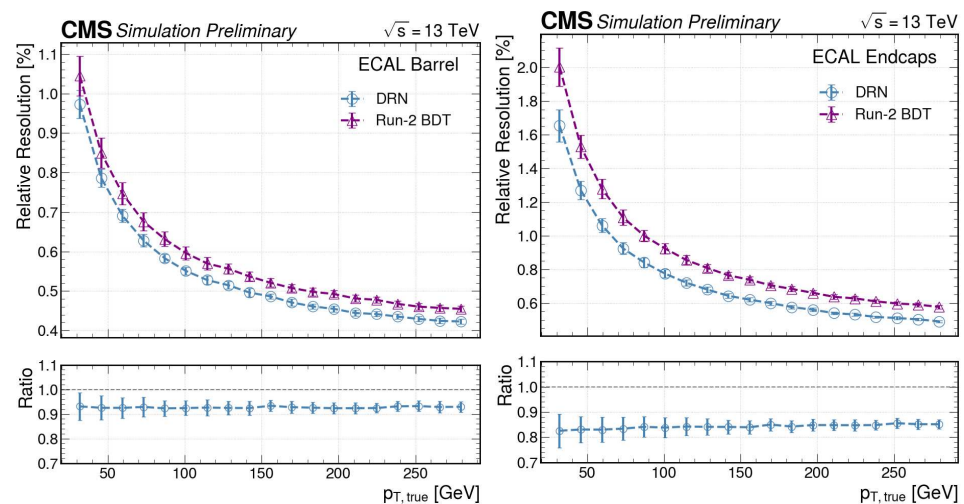 CMS Simulation Preliminary √s = 13 TeV
ECAL Barrel
DRN
Run-2 BDT
Relative Resolution [%]
1.1
1.0
0.9
0.8
0.7
0.6
0.5
0.4
Ratio
1.1
1.0
0.9
0.8
0.7
50 100 150 200 250
p_T, true [GeV]
CMS Simulation Preliminary √s = 13 TeV
ECAL Endcaps
DRN
Run-2 BDT
Relative Resolution [%]
2.0
1.8
1.6
1.4
1.2
1.0
0.8
0.6
Ratio
1.1
1.0
0.9
0.8
0.7
50 100 150 200 250
p_T, true [GeV]